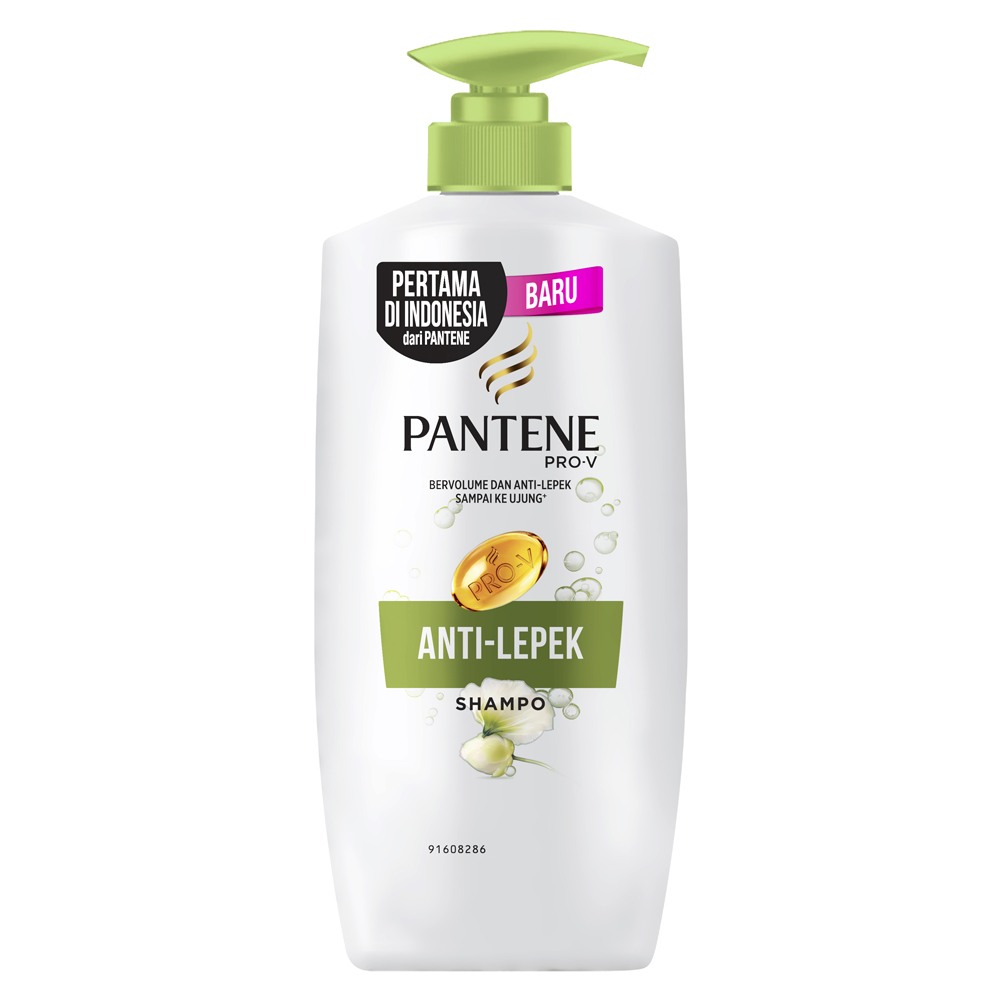 PERTAMA
DI INDONESIA
dari PANTENE
BARU
PANTENE
PRO-V
BERVOLUME DAN ANTI-LEPEK
SAMPAI KE UJUNG+
PRO-V
ANTI-LEPEK
SHAMPO
91608286